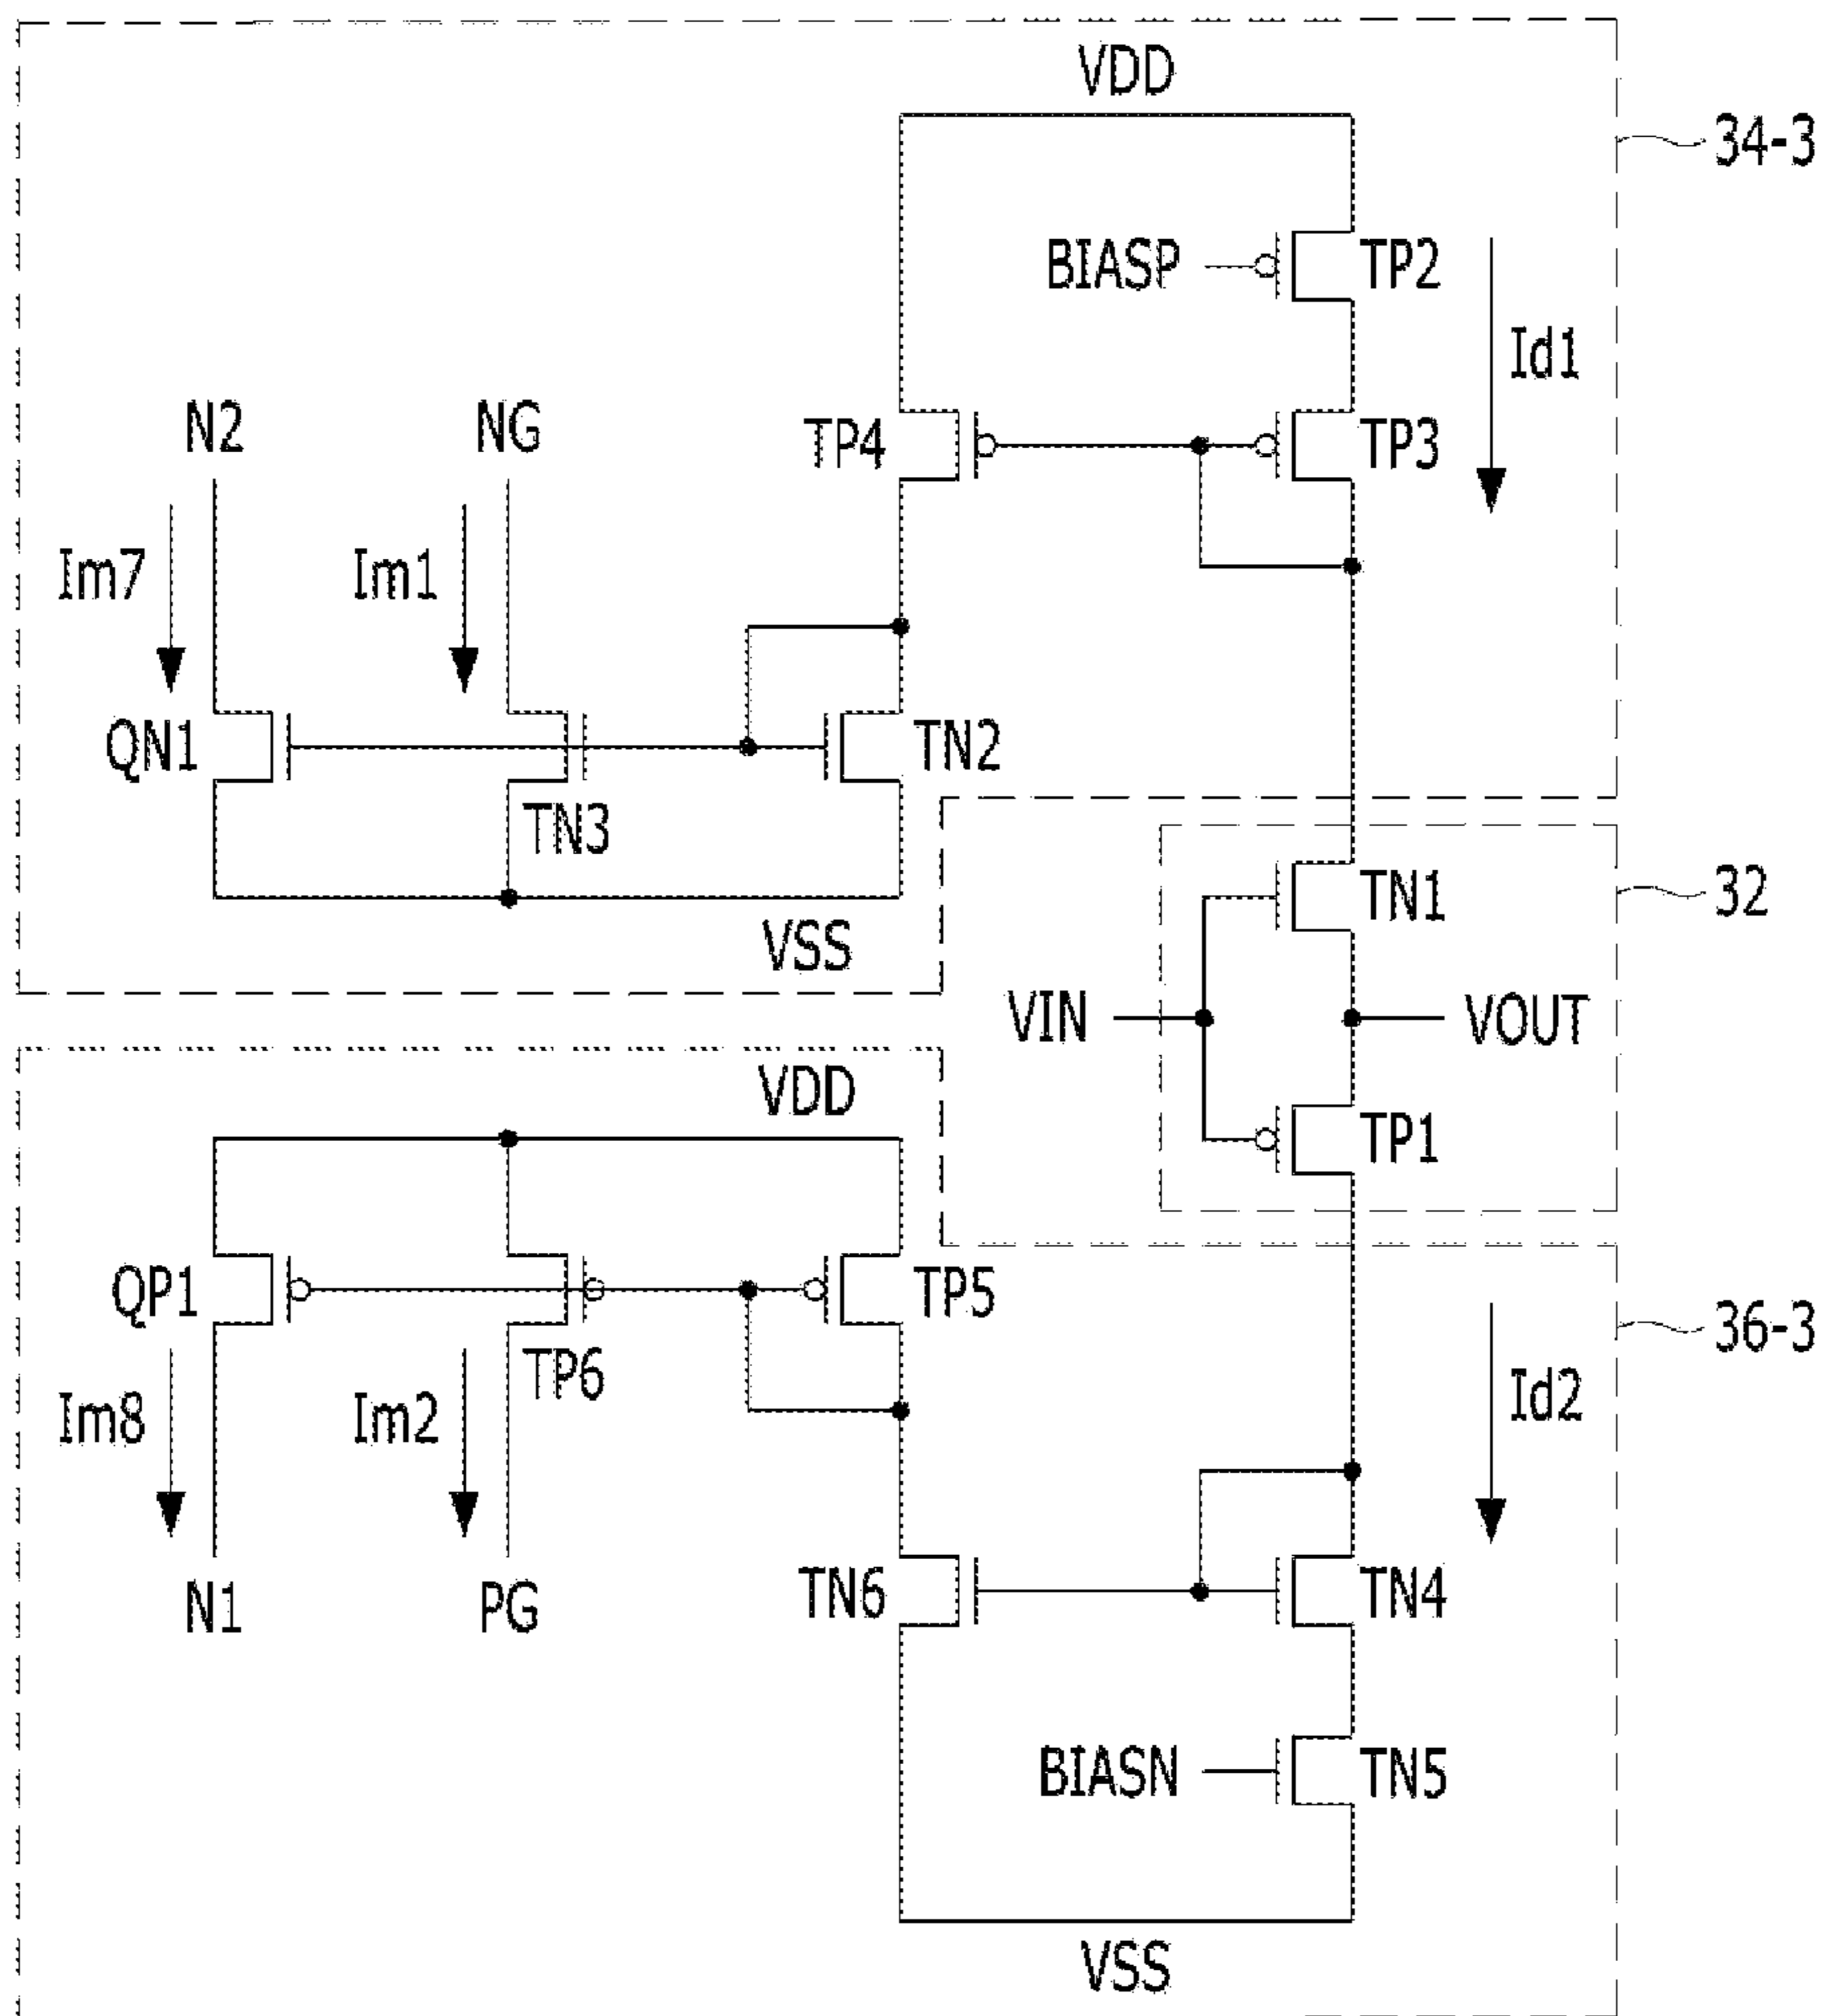 VDD
34-3
BIASP
TP2
Id1
N2
NG
TP4
TP3
Im7
Im1
QN1
TN2
TN3
TN1
32
VSS
VIN
VOUT
VDD
TP1
QP1
TP5
36-3
TP6
Im8
Im2
Id2
N1
PG
TN6
TN4
BIASN
TN5
VSS